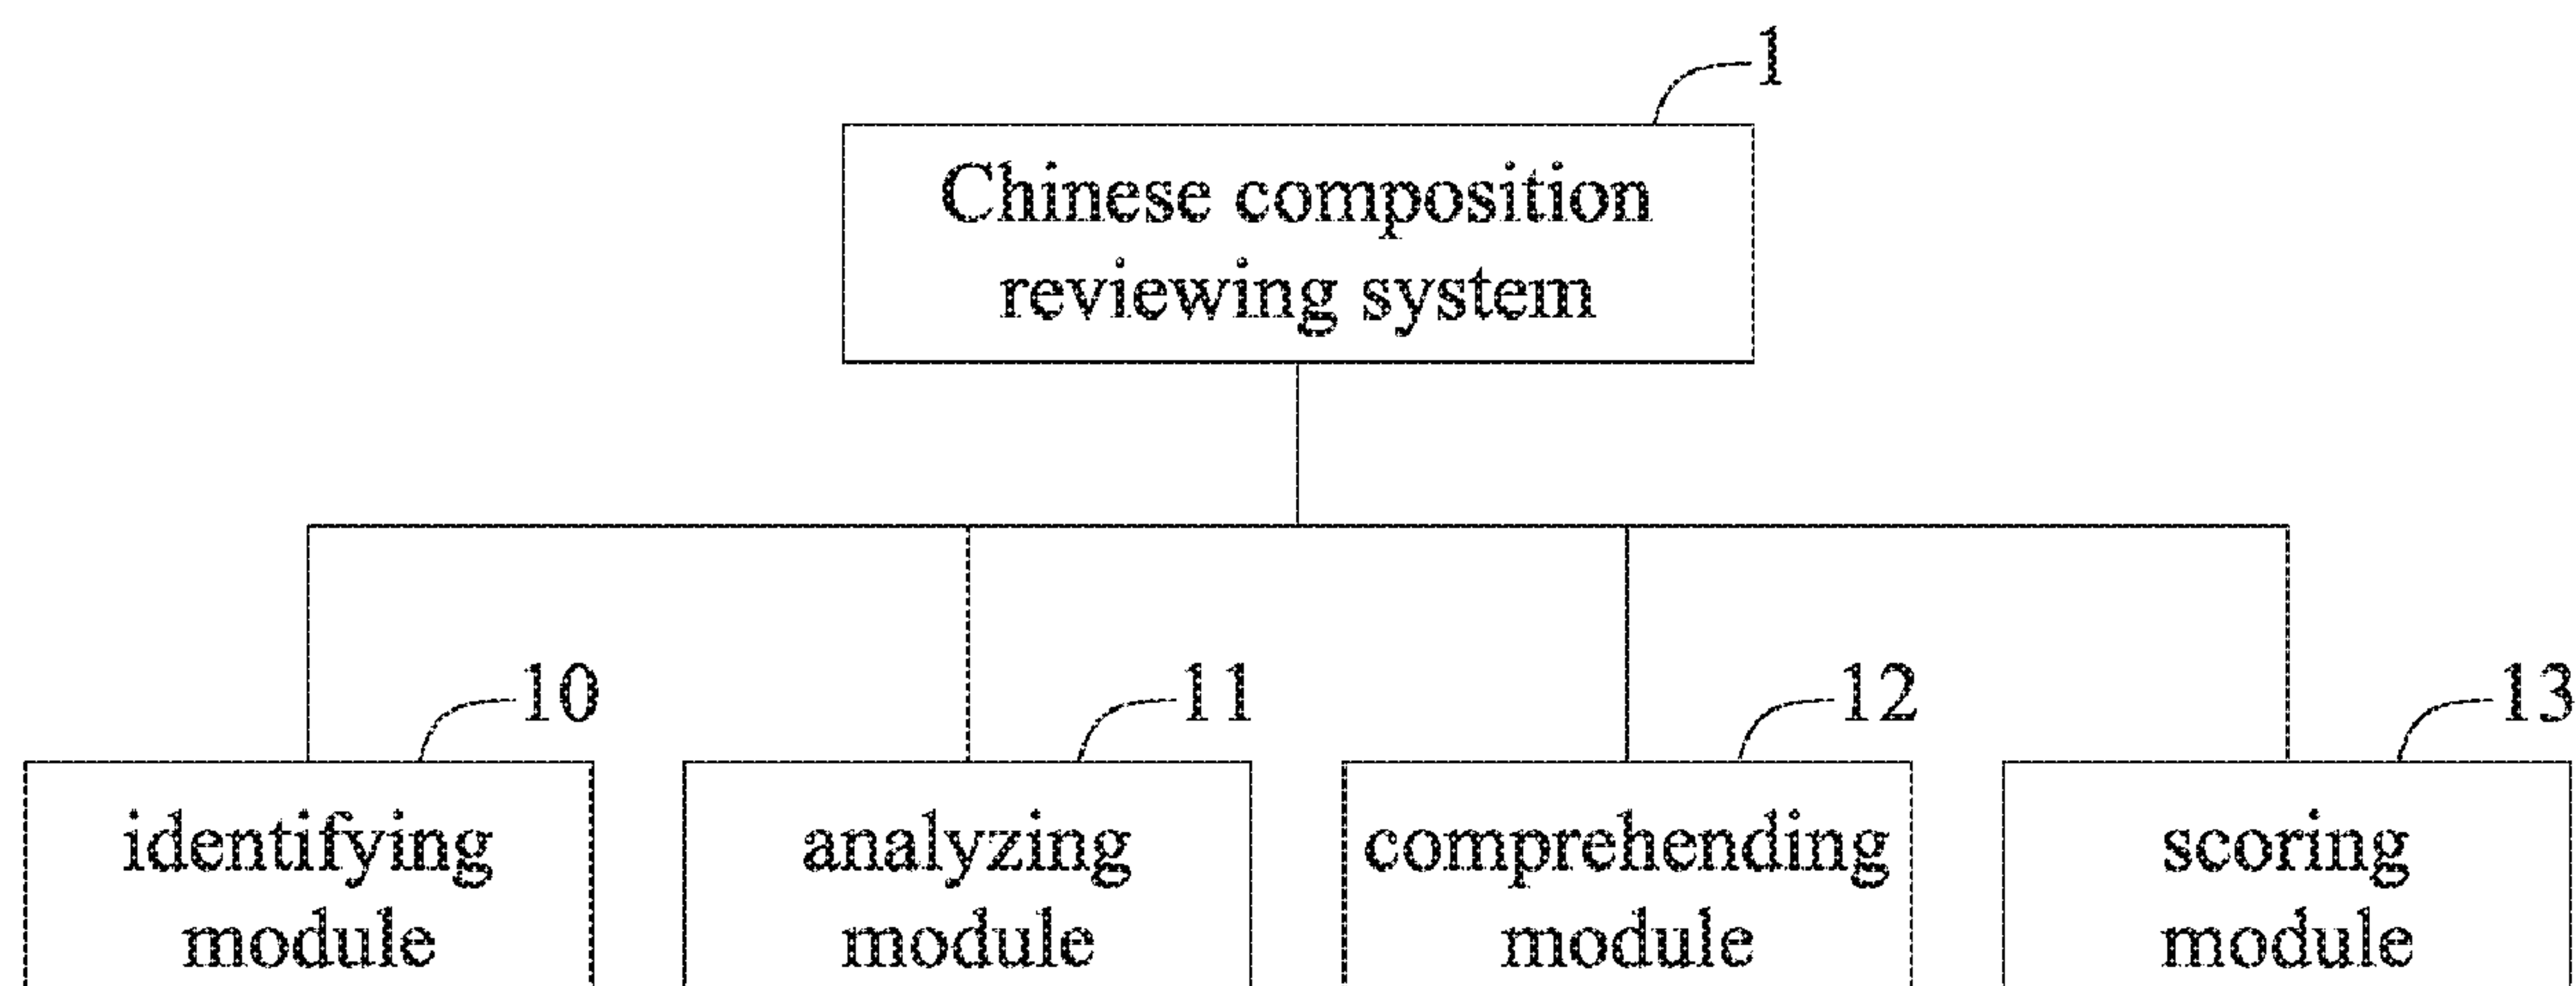 1
Chinese composition
reviewing system
10
11
12
13
identifying
module
analyzing
module
comprehending
module
scoring
module